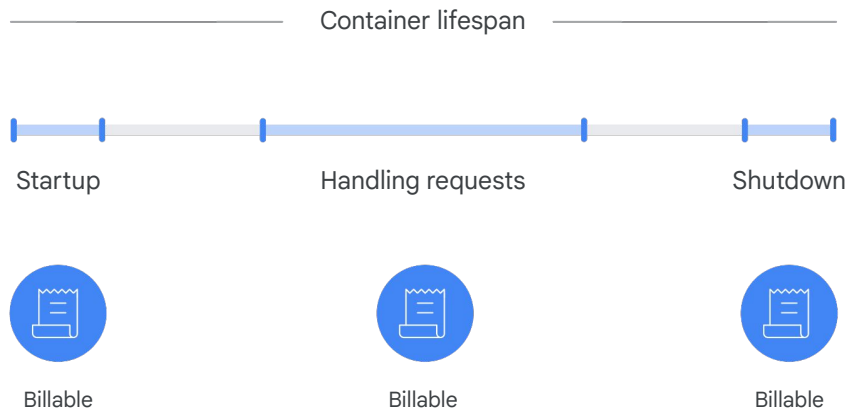 Container lifespan
Startup
Handling requests
Shutdown
Billable
Billable
Billable